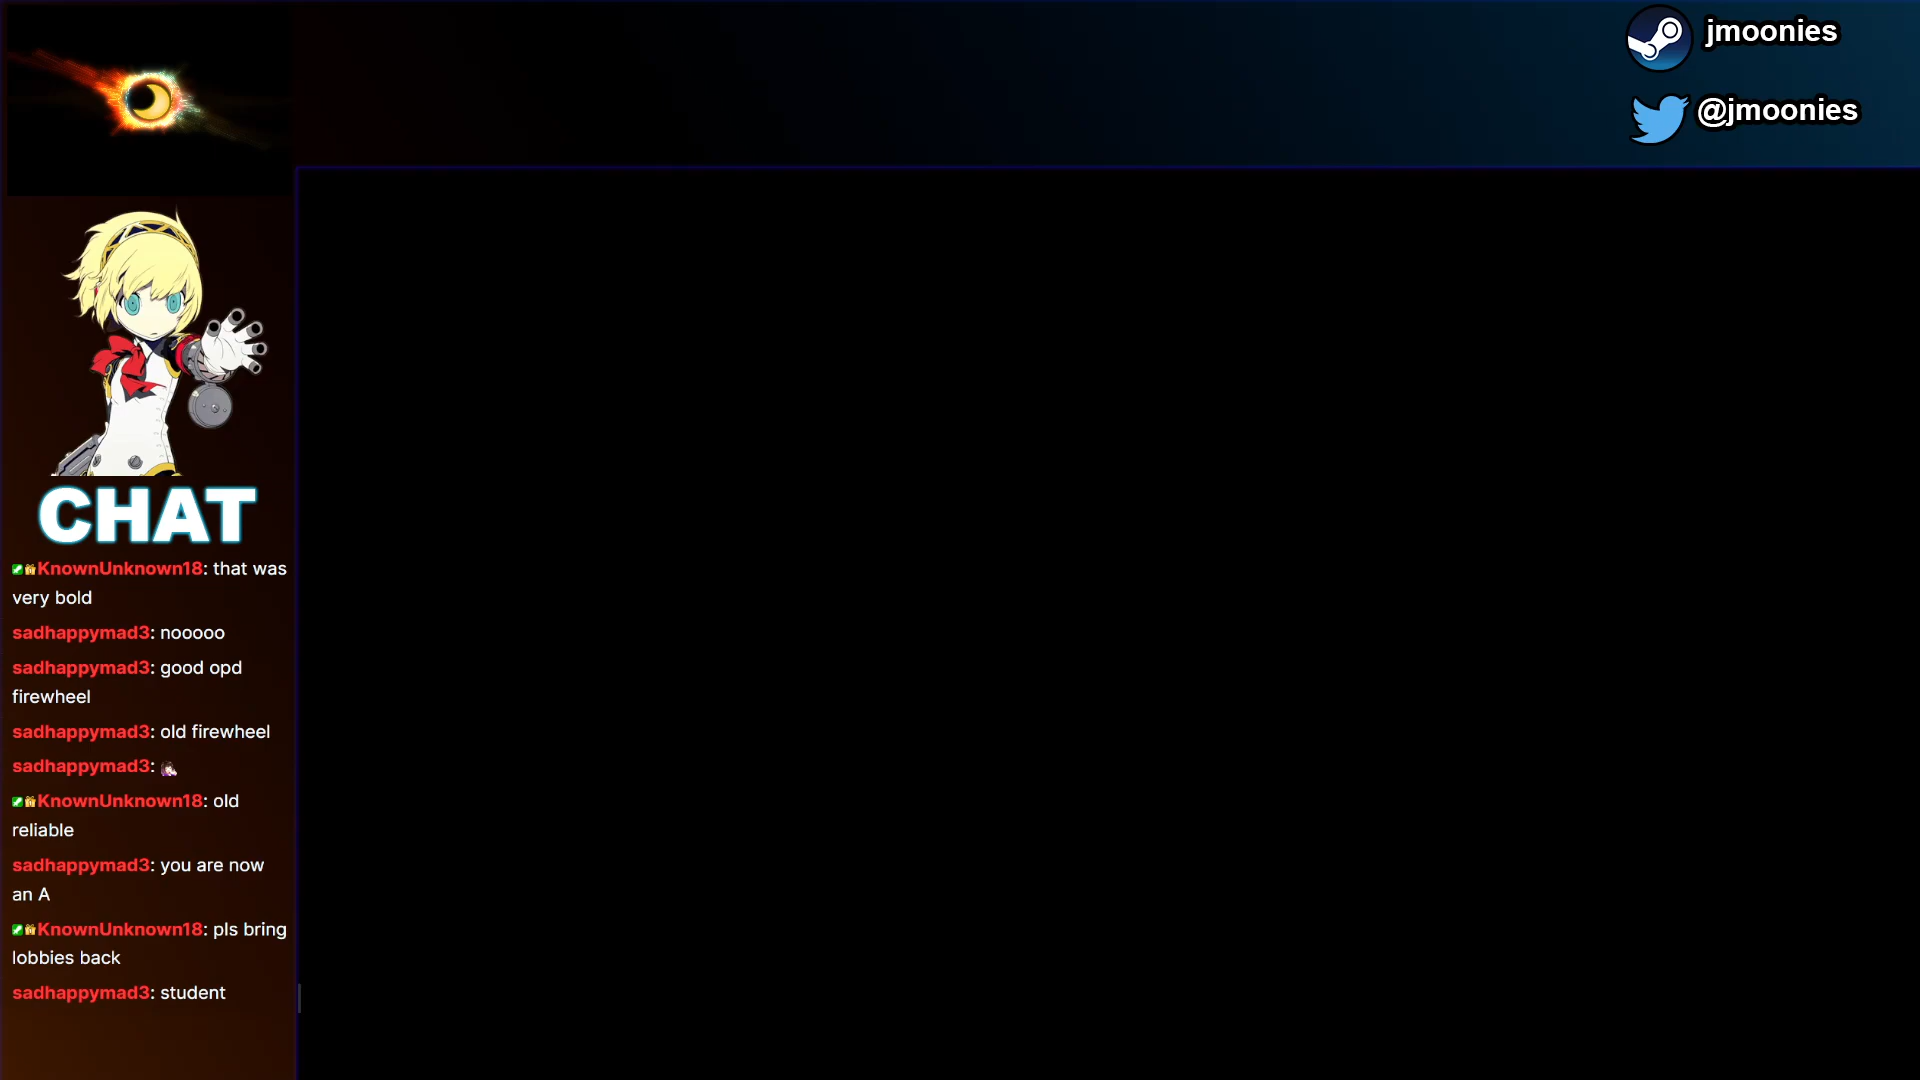 jmoonies
@jmoonies
CHAT
KnownUnknown18: that was
very bold
sadhappymad3: nooooo
sadhappymad3: good opd
firewheel
sadhappymad3: old firewheel
sadhappymad3:
KnownUnknown18: old
reliable
sadhappymad3: you are now
an A
KnownUnknown18: pls bring
lobbies back
sadhappymad3: student